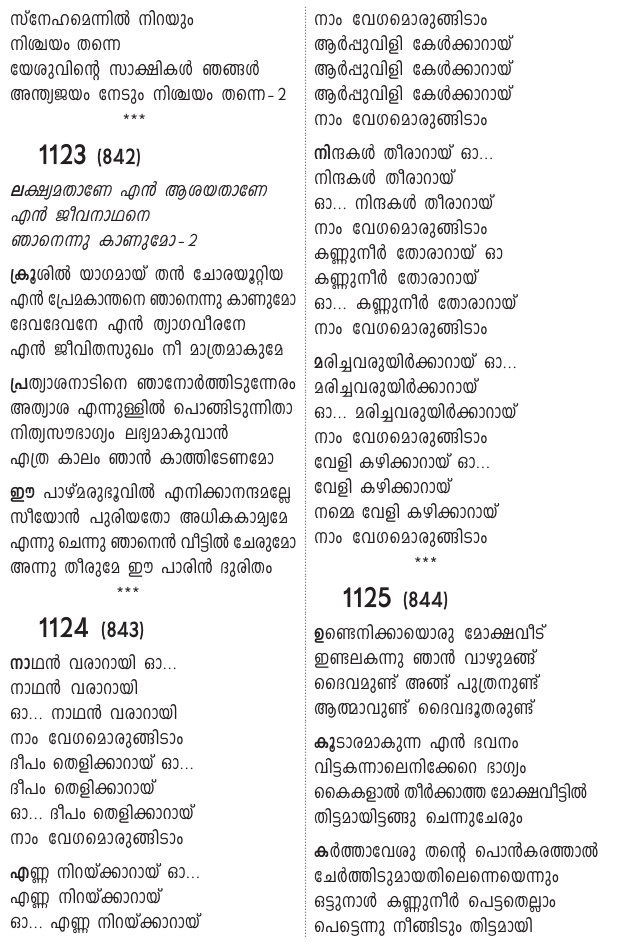 സ്നേഹമെന്നിൽ നിറയും
നിശ്ചയം തന്നെ
യേശുവിന്റെ സാക്ഷികൾ ഞങ്ങൾ
അന്ത്യജയം നേടും നിശ്ചയം തന്നെ-2
***
1123 (842)
ലക്ഷ്യമതാണേ എൻ ആശയതാണേ
എൻ ജീവനാഥനെ
ഞാനെന്നു കാണുമോ-2
ക്രൂശിൽ യാഗമായ് തൻ ചോരയൂറ്റിയ
എൻ പ്രേമകാന്തനെ ഞാനെന്നു കാണുമോ
ദേവദേവനേ എൻ ത്യാഗവീരനേ
എൻ ജീവിതസുഖം നീ മാത്രമാകുമേ
പ്രത്യാശനാടിനെ ഞാനോർത്തിടുന്നേരം
അത്യാശ എന്നുള്ളിൽ പൊങ്ങിടുന്നിതാ
നിത്യസൗഭാഗ്യം ലഭ്യമാകുവാൻ
എത്ര കാലം ഞാൻ കാത്തിടേണമോ
ഈ പാഴ്മരുഭൂവിൽ എനിക്കാനന്ദമല്ലേ
സീയോൻ പുരിയതോ അധികകാമ്യമേ
എന്നു ചെന്നു ഞാനെൻ വീട്ടിൽ ചേരുമോ
അന്നു തീരുമേ ഈ പാരിൻ ദുരിതം
***
1124 (843)
നാഥൻ വരാറായി ഓ...
നാഥൻ വരാറായി
ഓ... നാഥൻ വരാറായി
നാം വേഗമൊരുങ്ങിടാം
ദീപം തെളിക്കാറായ് ഓ...
ദീപം തെളിക്കാറായ്
ഓ... ദീപം തെളിക്കാറായ്
നാം വേഗമൊരുങ്ങിടാം
എണ്ണ നിറയ്ക്കാറായ് ഓ...
എണ്ണ നിറയ്ക്കാറായ്
ഓ... എണ്ണ നിറയ്ക്കാറായ്
നാം വേഗമൊരുങ്ങിടാം
ആർപ്പുവിളി കേൾക്കാറായ്
ആർപ്പുവിളി കേൾക്കാറായ്
ആർപ്പുവിളി കേൾക്കാറായ്
നാം വേഗമൊരുങ്ങിടാം
നിന്ദകൾ തീരാറായ് ഓ...
നിന്ദകൾ തീരാറായ്
ഓ... നിന്ദകൾ തീരാറായ്
നാം വേഗമൊരുങ്ങിടാം
കണ്ണുനീർ തോരാറായ് ഓ
കണ്ണുനീർ തോരാറായ്
ഓ... കണ്ണുനീർ തോരാറായ്
നാം വേഗമൊരുങ്ങിടാം
മരിച്ചവരുയിർക്കാറായ് ഓ...
മരിച്ചവരുയിർക്കാറായ്
ഓ... മരിച്ചവരുയിർക്കാറായ്
നാം വേഗമൊരുങ്ങിടാം
വേളി കഴിക്കാറായ് ഓ...
വേളി കഴിക്കാറായ്
നമ്മെ വേളി കഴിക്കാറായ്
നാം വേഗമൊരുങ്ങിടാം
***
1125 (844)
ഉണ്ടെനിക്കായൊരു മോക്ഷവീട്
ഇണ്ടലകന്നു ഞാൻ വാഴുമങ്ങ്
ദൈവമുണ്ട് അങ്ങ് പുത്രനുണ്ട്
ആത്മാവുണ്ട് ദൈവദൂതരുണ്ട്
കൂടാരമാകുന്ന എൻ ഭവനം
വിട്ടകന്നാലെനിക്കേറെ ഭാഗ്യം
കൈകളാൽ തീർക്കാത്ത മോക്ഷവീട്ടിൽ
തിട്ടമായിട്ടങ്ങു ചെന്നുചേരും
കർത്താവേശു തന്റെ പൊൻകരത്താൽ
ചേർത്തിടുമായതിലെന്നെയെന്നും
ഒട്ടുനാൾ കണ്ണുനീർ പെട്ടതെല്ലാം
പെട്ടെന്നു നീങ്ങിടും തിട്ടമായി